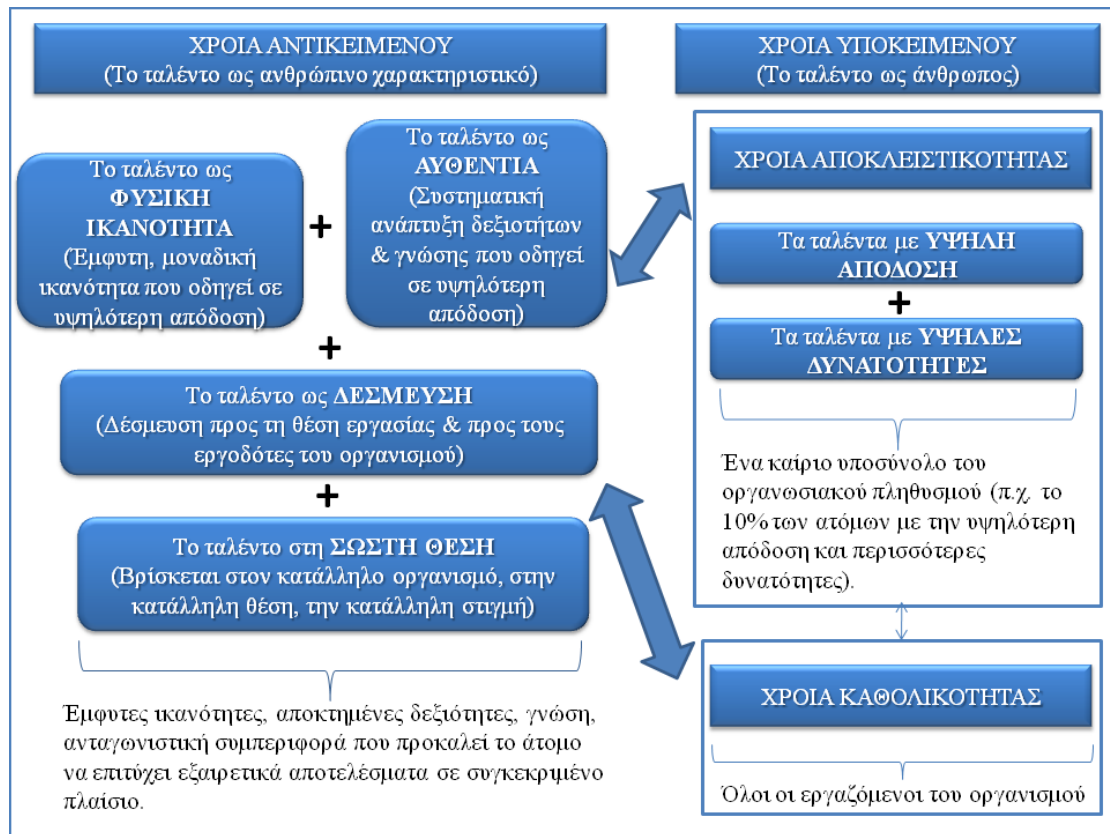 ΧΡΟΙΑ ΑΝΤΙΚΕΙΜΕΝΟΥ
(Το ταλέντο ως ανθρώπινο χαρακτηριστικό)
ΧΡΟΙΑ ΥΠΟΚΕΙΜΕΝΟΥ
(Το ταλέντο ως άνθρωπος)
Το ταλέντο ως
ΦΥΣΙΚΗ
ΙΚΑΝΟΤΗΤΑ
(Έμφυτη, μοναδική
ικανότητα που οδηγεί σε
υψηλότερη απόδοση)
+
Το ταλέντο ως
ΑΥΘΕΝΤΙΑ
(Συστηματική
ανάπτυξη δεξιοτήτων
& γνώσης που οδηγεί
σε υψηλότερη
απόδοση)
+
Το ταλέντο ως ΔΕΣΜΕΥΣΗ
(Δέσμευση προς τη θέση εργασίας & προς τους
εργοδότες του οργανισμού)
+
Το ταλέντο στη ΣΩΣΤΗ ΘΕΣΗ
(Βρίσκεται στον κατάλληλο οργανισμό, στην
κατάλληλη θέση, την κατάλληλη στιγμή)
Έμφυτες ικανότητες, αποκτημένες δεξιότητες, γνώση,
ανταγωνιστική συμπεριφορά που προκαλεί το άτομο
να επιτύχει εξαιρετικά αποτελέσματα σε συγκεκριμένο
πλαίσιο.
ΧΡΟΙΑ ΑΠΟΚΛΕΙΣΤΙΚΟΤΗΤΑΣ
Τα ταλέντα με ΥΨΗΛΗ
ΑΠΟΔΟΣΗ
+
Τα ταλέντα με ΥΨΗΛΕΣ
ΔΥΝΑΤΟΤΗΤΕΣ
Ένα καίριο υποσύνολο του
οργανωσιακού πληθυσμού (π.χ. το
10% των ατόμων με την υψηλότερη
απόδοση και περισσότερες
δυνατότητες).
ΧΡΟΙΑ ΚΑΘΟΛΙΚΟΤΗΤΑΣ
Όλοι οι εργαζόμενοι του οργανισμού